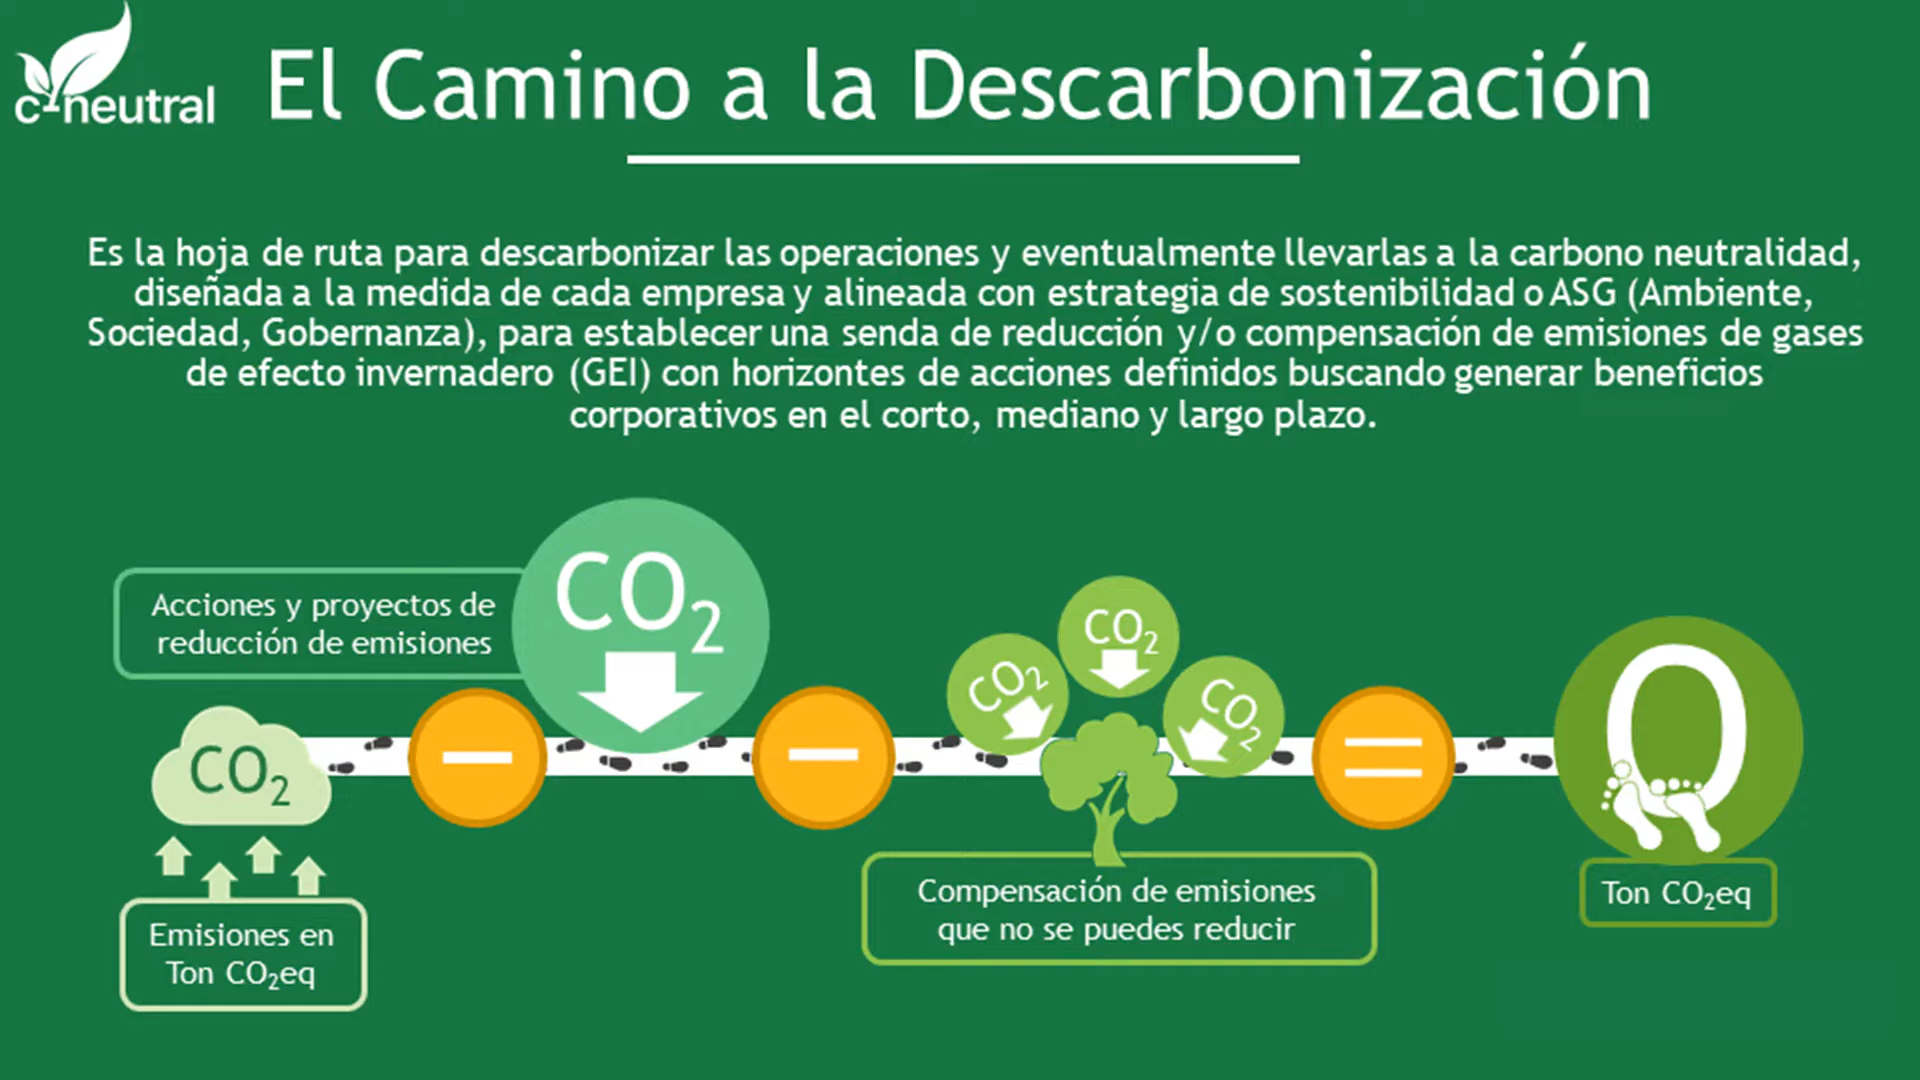 c-neutral
El Camino a la Descarbonización
Es la hoja de ruta para descarbonizar las operaciones y eventualmente llevarlas a la carbono neutralidad,
diseñada a la medida de cada empresa y alineada con estrategia de sostenibilidad o ASG (Ambiente,
Sociedad, Gobernanza), para establecer una senda de reducción y/o compensación de emisiones de gases
de efecto invernadero (GEI) con horizontes de acciones definidos buscando generar beneficios
corporativos en el corto, mediano y largo plazo.
Acciones y proyectos de
reducción de emisiones
CO₂
CO₂
−
−
CO₂
CO₂
CO₂
=
0
CO₂
Emisiones en
Ton CO₂eq
Compensación de emisiones
que no se puedes reducir
Ton CO₂eq